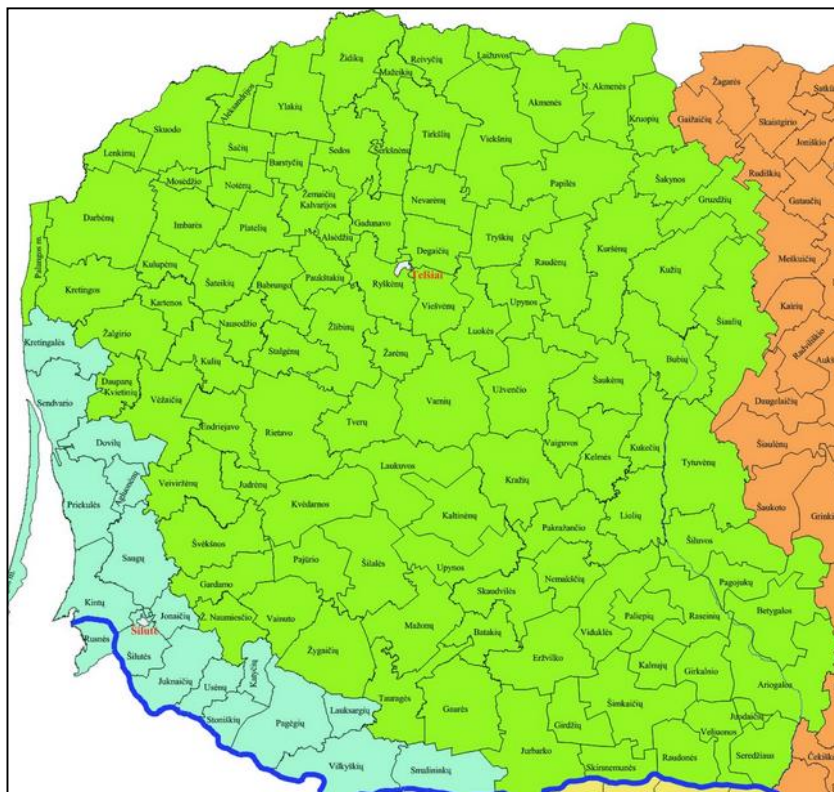 Židikų
Mažeikių
Reivyčių
Laižuvos
Akmenės
N. Akmenės
Kruopių
Žagarės
Skaistgirio
Gaižaičių
Joniškio
Rudiškių
Gataučių
Aleksandrijos
Ylakių
Skuodo
Lenkimų
Šačių
Barstyčių
Sedos
Tirkšlių
Viekšnių
Papilės
Šakynos
Gruzdžių
Mosėdžio
Notėnų
Žemaičių
Kalvarijos
Nevarėnų
Darbėnų
Imbarės
Platelių
Alsėdžių
Gadunavo
Degaičių
Tryškių
Raudėnų
Kuršėnų
Kužių
Meškuičių
Palangos m.
Kulupėnų
Šateikių
Babrungo
Paukštakių
Ryškėnų
Telšiai
Viešvėnų
Upynos
Kretingos
Kartenos
Nausodžio
Žlibinų
Luokės
Šiaulių
Kairių
Radviliškio
Kretingalės
Žalgirio
Kulių
Stalgėnų
Žarėnų
Bubių
Sendvario
Dauparų
Kvietinių
Vėžaičių
Varnių
Užvenčio
Šaukėnų
Daugėlaičių
Šiaulėnų
Dovilų
Endriejavo
Rietavo
Tverų
Vaiguvos
Kelmės
Kukečių
Tytuvėnų
Priekulės
Agluonėnų
Veiviržėnų
Judrėnų
Laukuvos
Kražių
Kvėdarnos
Kaltinėnų
Pakražančio
Liolių
Šaukoto
Saugų
Švėkšnos
Pajūrio
Šilalės
Upynos
Nemakščių
Šiluvos
Pagojukų
Gardamo
Skaudvilės
Betygalos
Kintų
Jonaičių
Ž. Naumiesčio
Vainuto
Mažonų
Batakių
Viduklės
Paliepių
Raseinių
Šilutė
Rusnės
Šilutės
Katyčių
Žygaičių
Eržvilko
Kalnujų
Girkalnio
Ariogalos
Juknaičių
Usėnų
Stoniškių
Pagėgių
Lauksargių
Tauragės
Gaurės
Šimkaičių
Girdžių
Juodaičių
Veliuonos
Vilkyškių
Smalininkų
Jurbarko
Skirsnemunės
Raudonės
Seredžiaus